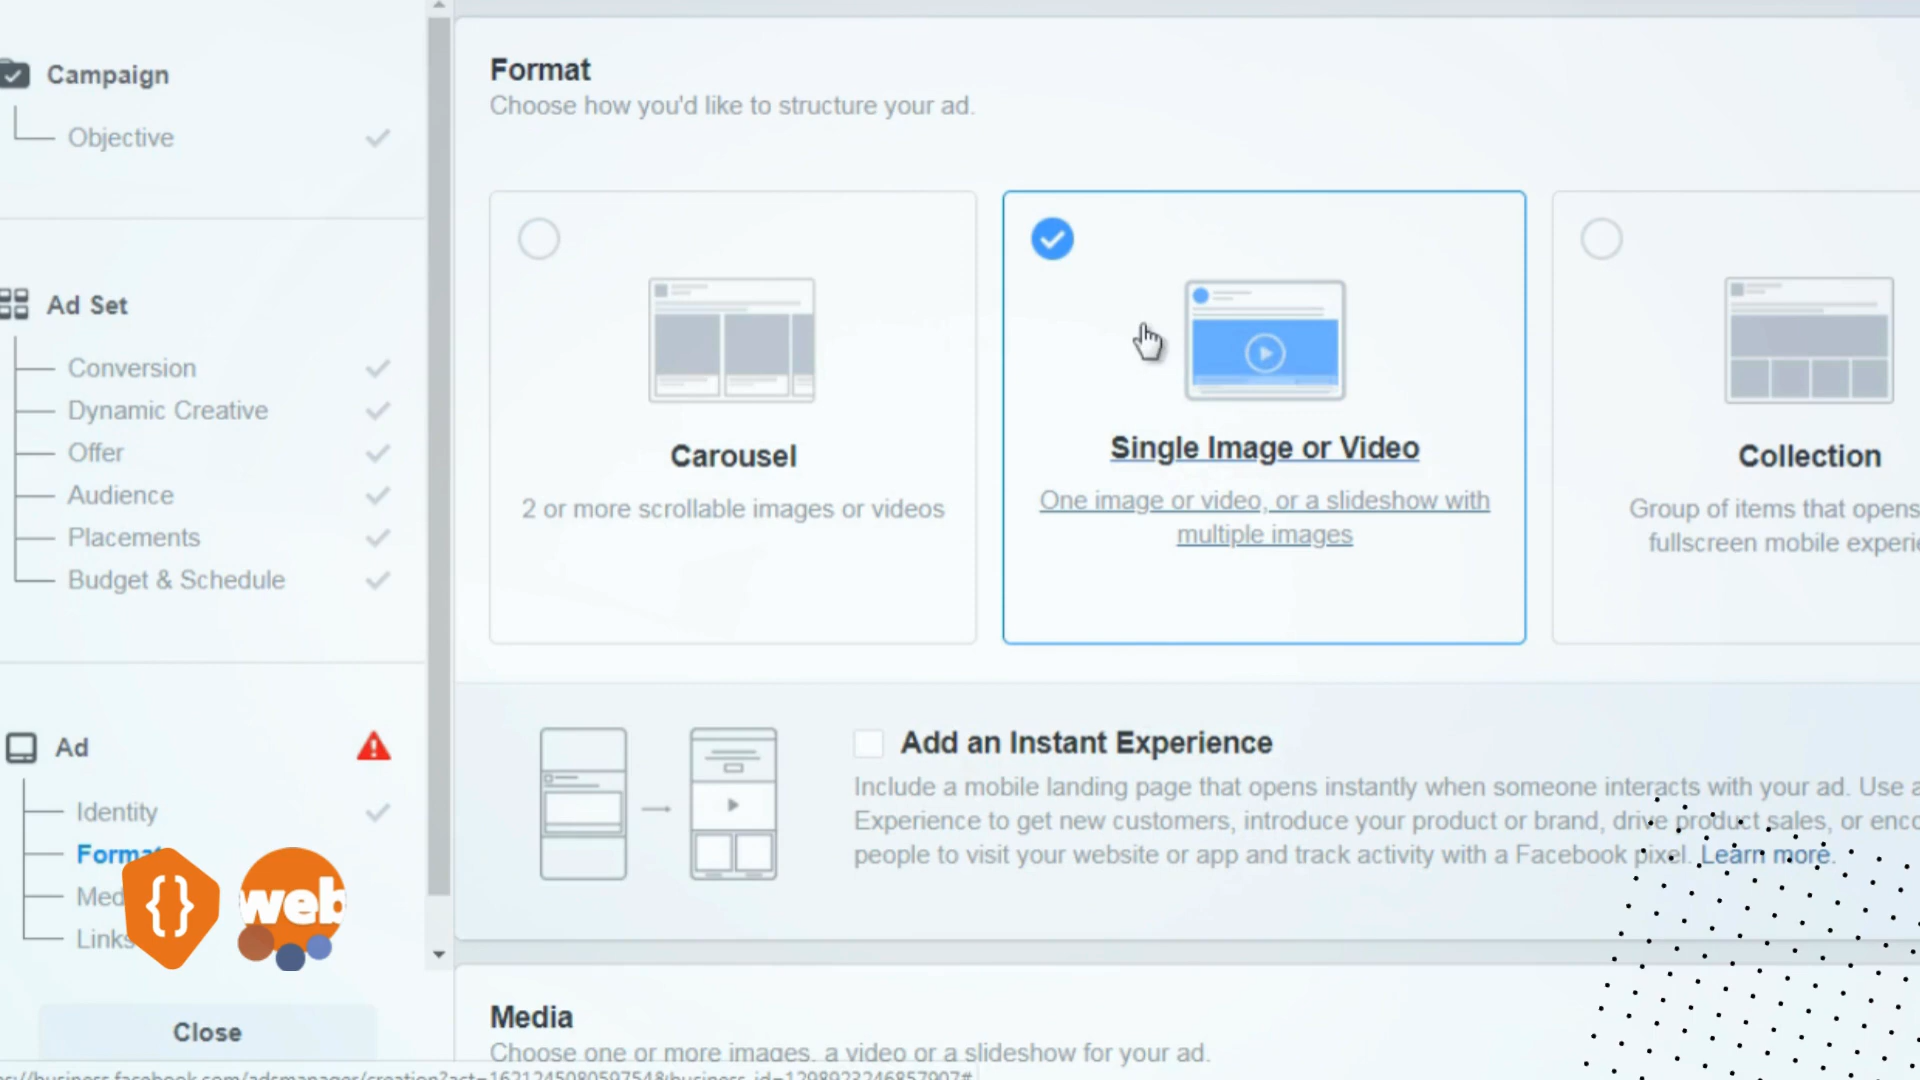 Campaign
Objective
Ad Set
Conversion
Dynamic Creative
Offer
Audience
Placements
Budget & Schedule
Ad
Identity
Format
Med
Links
{}
web
Close
Format
Choose how you'd like to structure your ad.
Carousel
2 or more scrollable images or videos
Single Image or Video
One image or video, or a slideshow with
multiple images
Collection
Group of items that opens
fullscreen mobile
Add an Instant Experience
Include a mobile landing page that opens instantly when someone interacts with your ad. Use
Experience to get new customers, introduce your product or brand, drive product sales, or
people to visit your website or app and track activity with a Facebook pixel. Learn more.
Media
Choose one or more images, a video or a slideshow for your ad.